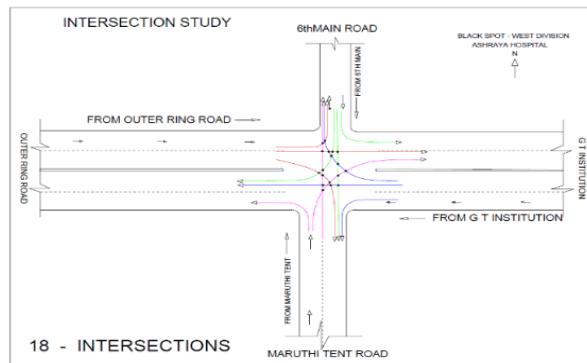 INTERSECTION STUDY
6thMAIN ROAD
BLACK SPOT - WEST DIVISION
ASHRAYA HOSPITAL
N
FROM 6TH MAIN
FROM OUTER RING ROAD
OUTER RING ROAD
G T INSTITUTION
FROM G T INSTITUTION
FROM MARUTHI TENT
18 - INTERSECTIONS
MARUTHI TENT ROAD